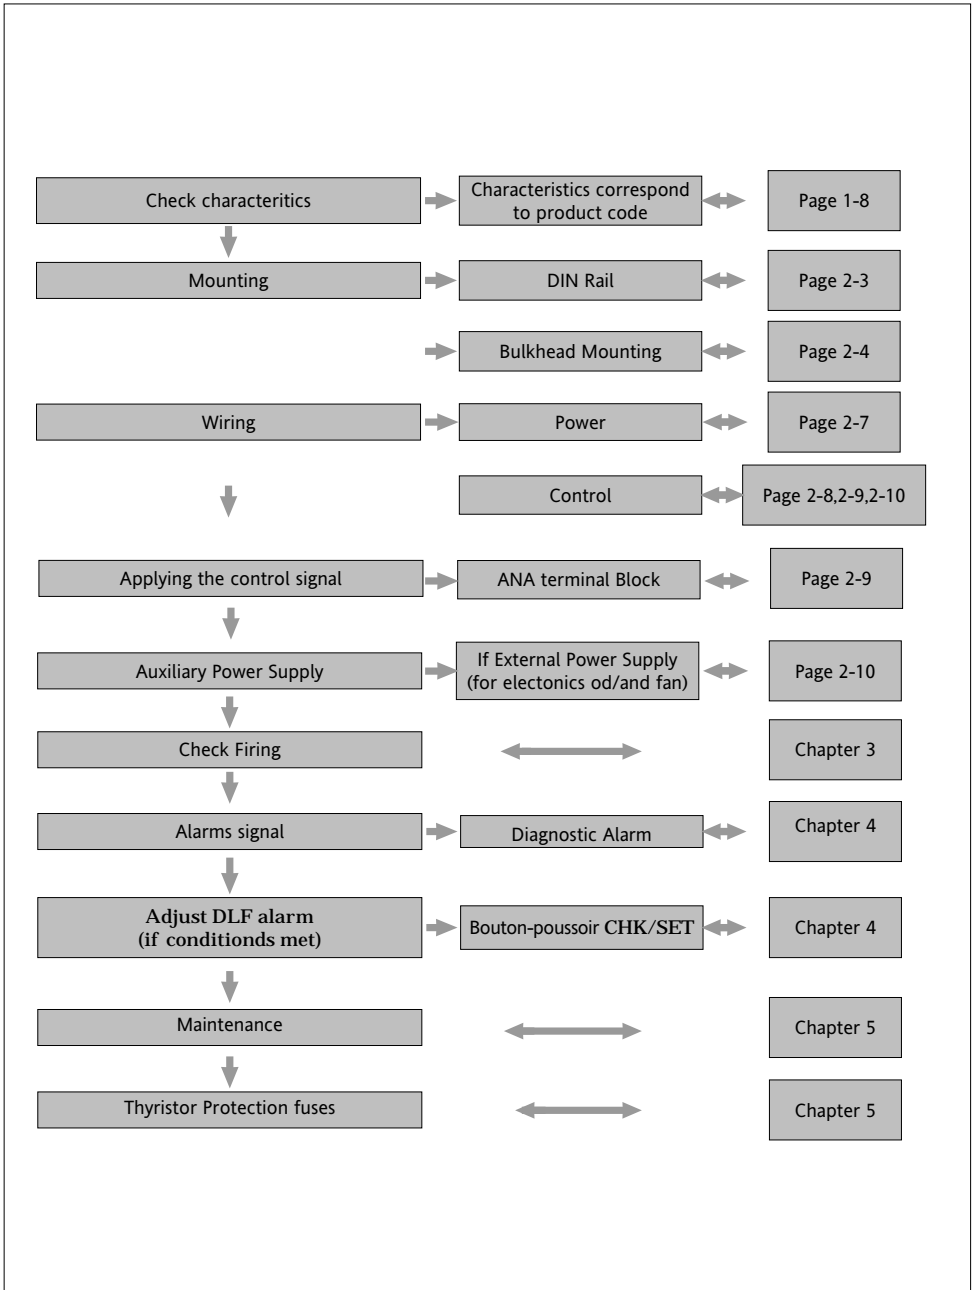 Check characteritics
Characteristics correspond
to product code
Page 1-8
Mounting
DIN Rail
Page 2-3
Bulkhead Mounting
Page 2-4
Wiring
Power
Page 2-7
Control
Page 2-8,2-9,2-10
Applying the control signal
ANA terminal Block
Page 2-9
Auxiliary Power Supply
If External Power Supply
(for electonics od/and fan)
Page 2-10
Check Firing
Chapter 3
Alarms signal
Diagnostic Alarm
Chapter 4
Adjust DLF alarm
(if conditionds met)
Bouton-poussoir CHK/SET
Chapter 4
Maintenance
Chapter 5
Thyristor Protection fuses
Chapter 5